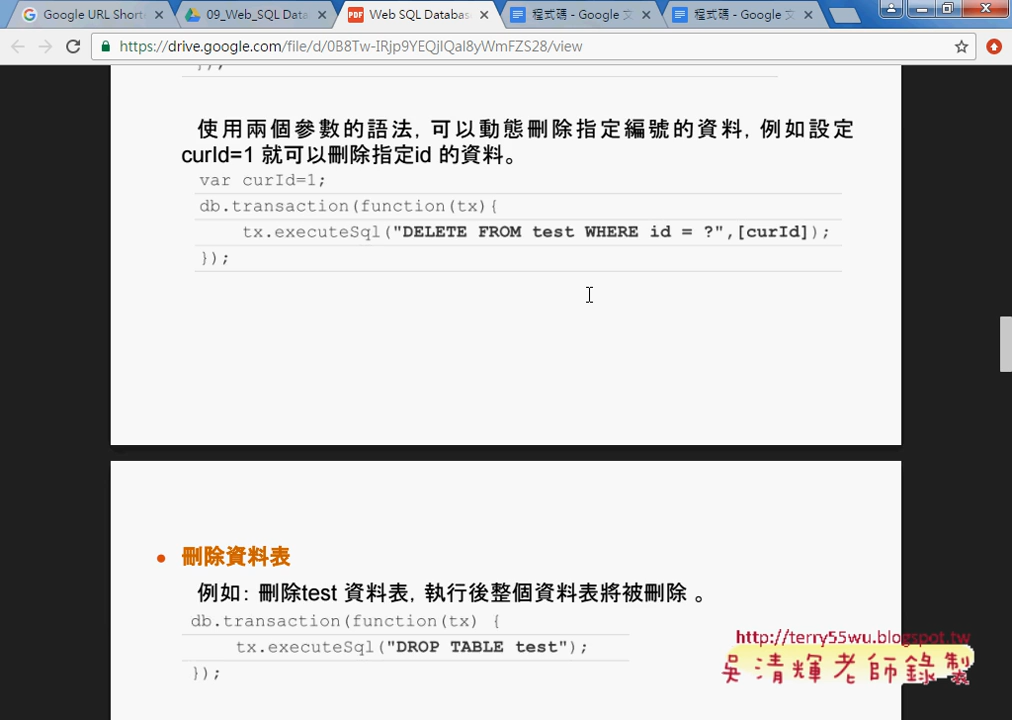 Google URL Short
09_Web_SQL Data
Web SQL Databas
程式碼 - Google 文
程式碼 - Google 文
https://drive.google.com/file/d/0B8Tw-IRjp9YEQjlQal8yWmFZS28/view
});
使用兩個參數的語法, 可以動態刪除指定編號的資料, 例如設定
curId=1 就可以刪除指定id 的資料。
var curId=1;
db.transaction(function(tx){
tx.executeSql("DELETE FROM test WHERE id = ?",[curId]);
});
• 刪除資料表
例如: 刪除test 資料表, 執行後整個資料表將被刪除 。
db.transaction(function(tx) {
tx.executeSql("DROP TABLE test");
});
http://terry55wu.blogspot.tw
吳清輝老師錄製